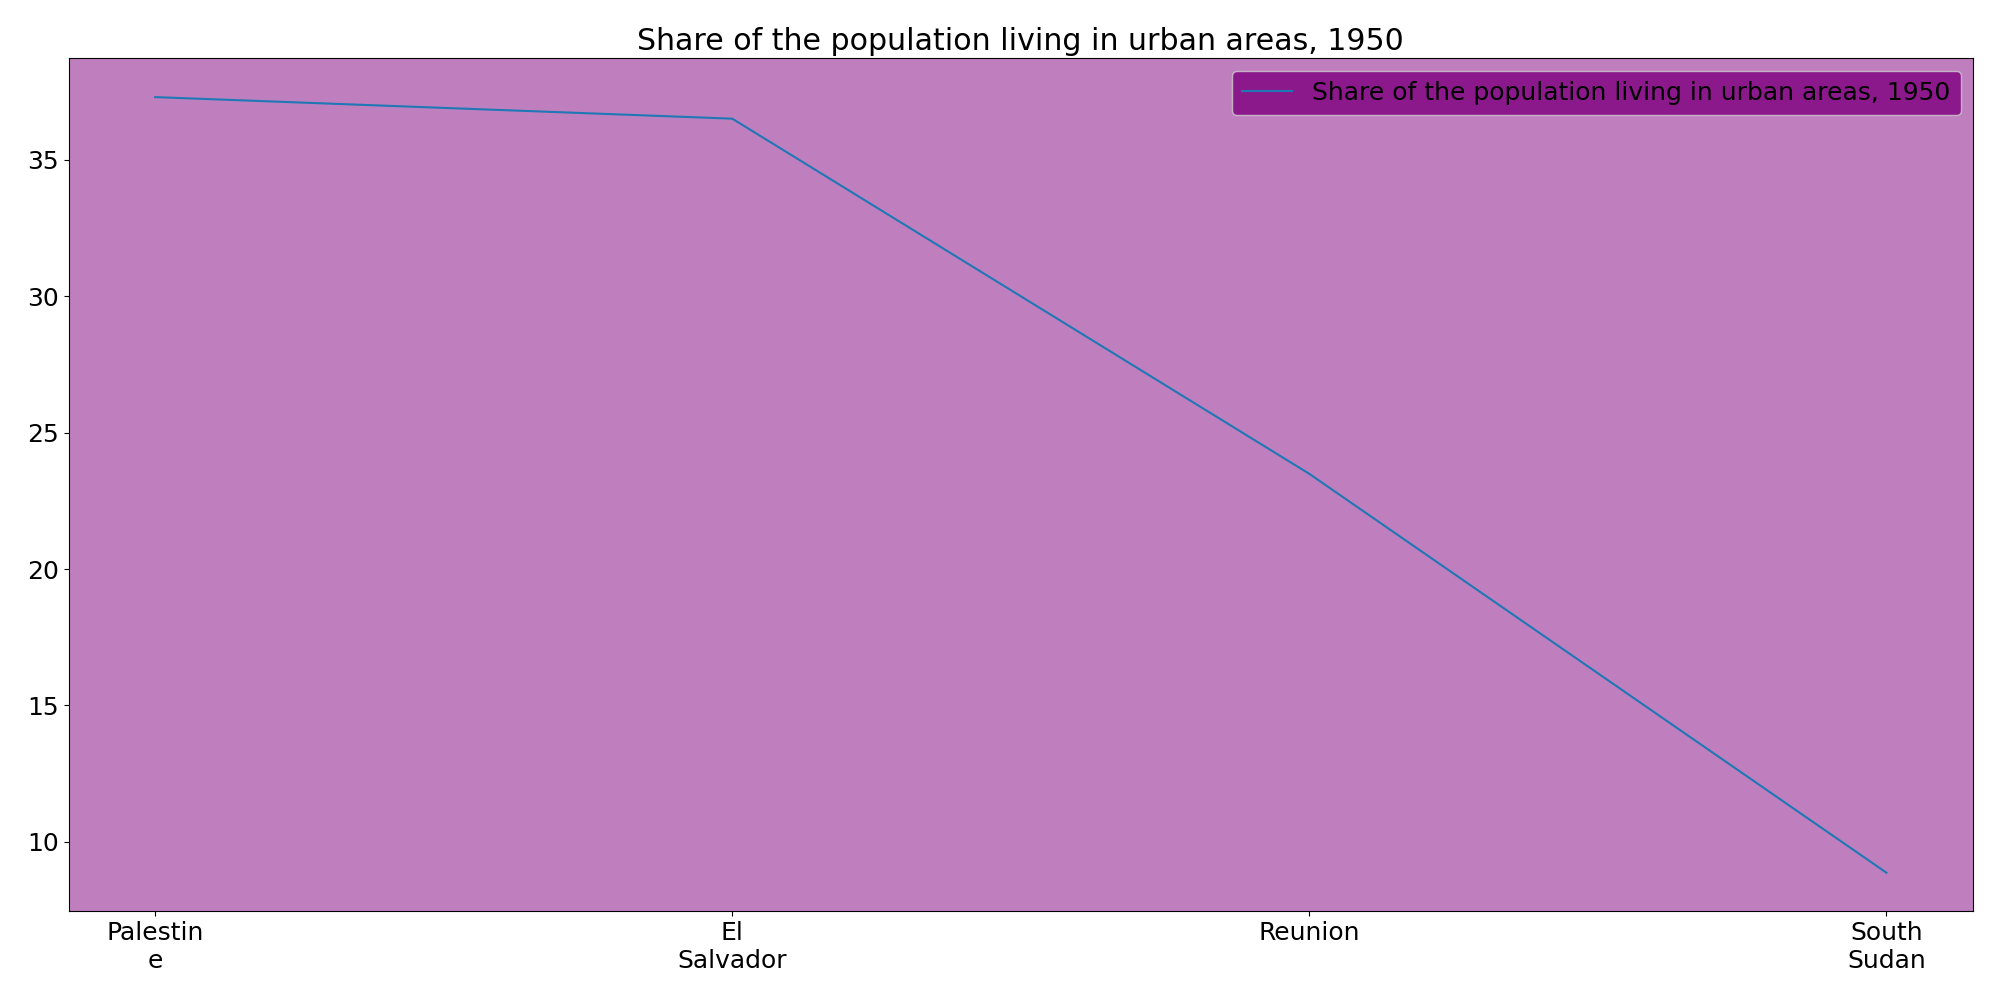 Share of the population living in urban areas, 1950
Share of the population living in urban areas, 1950
35
30
25
20
15
10
Palestin
e
El
Salvador
Reunion
South
Sudan